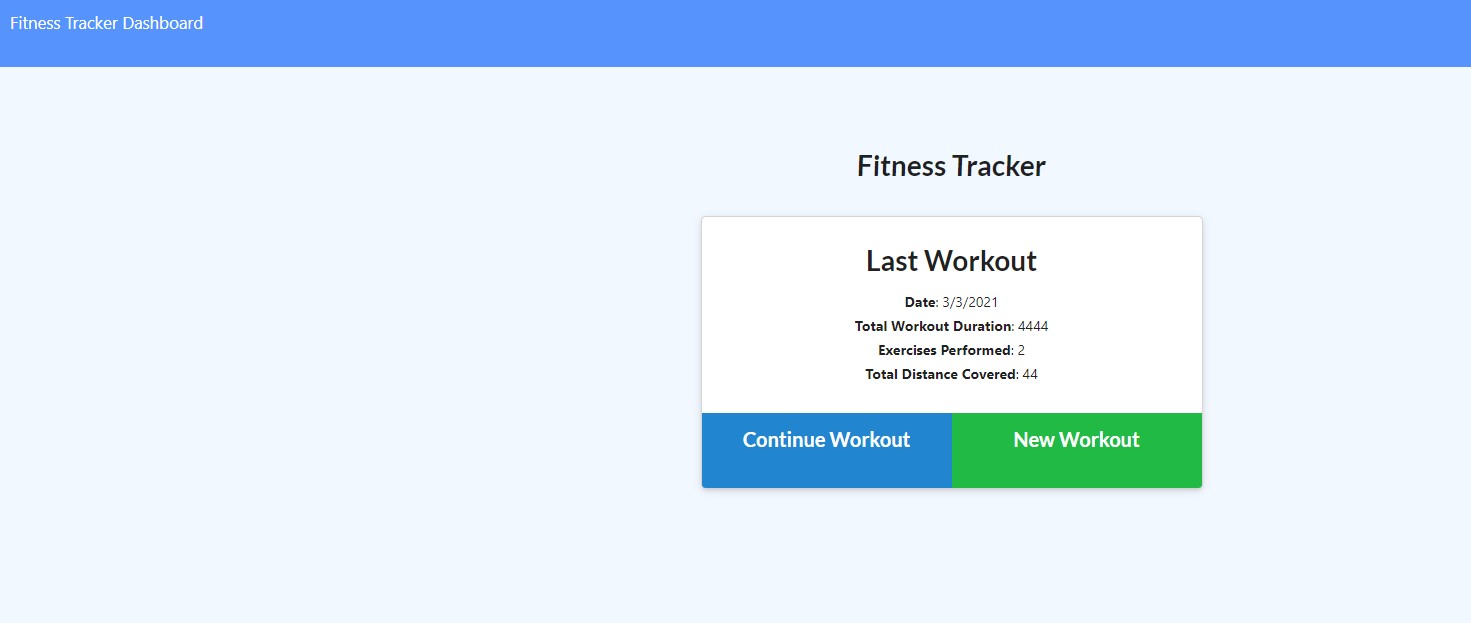 Fitness Tracker Dashboard
Fitness Tracker
Last Workout
Date: 3/3/2021
Total Workout Duration: 4444
Exercises Performed: 2
Total Distance Covered: 44
Continue Workout
New Workout